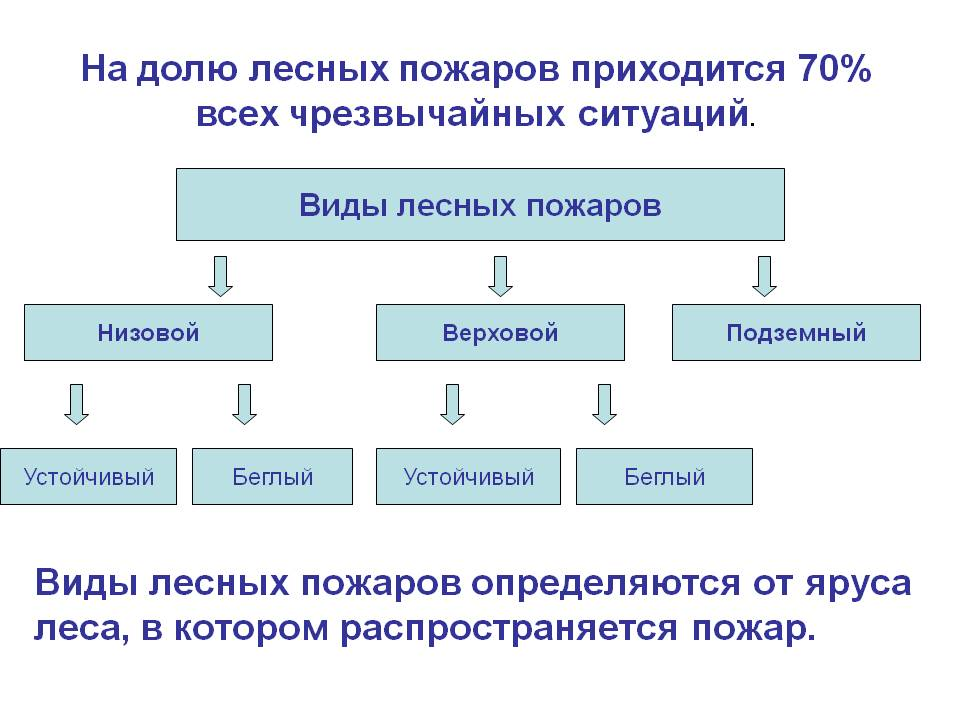 На долю лесных пожаров приходится 70%
всех чрезвычайных ситуаций.
Виды лесных пожаров
Низовой
Верховой
Подземный
Устойчивый
Беглый
Устойчивый
Беглый
Виды лесных пожаров определяются от яруса
леса, в котором распространяется пожар.